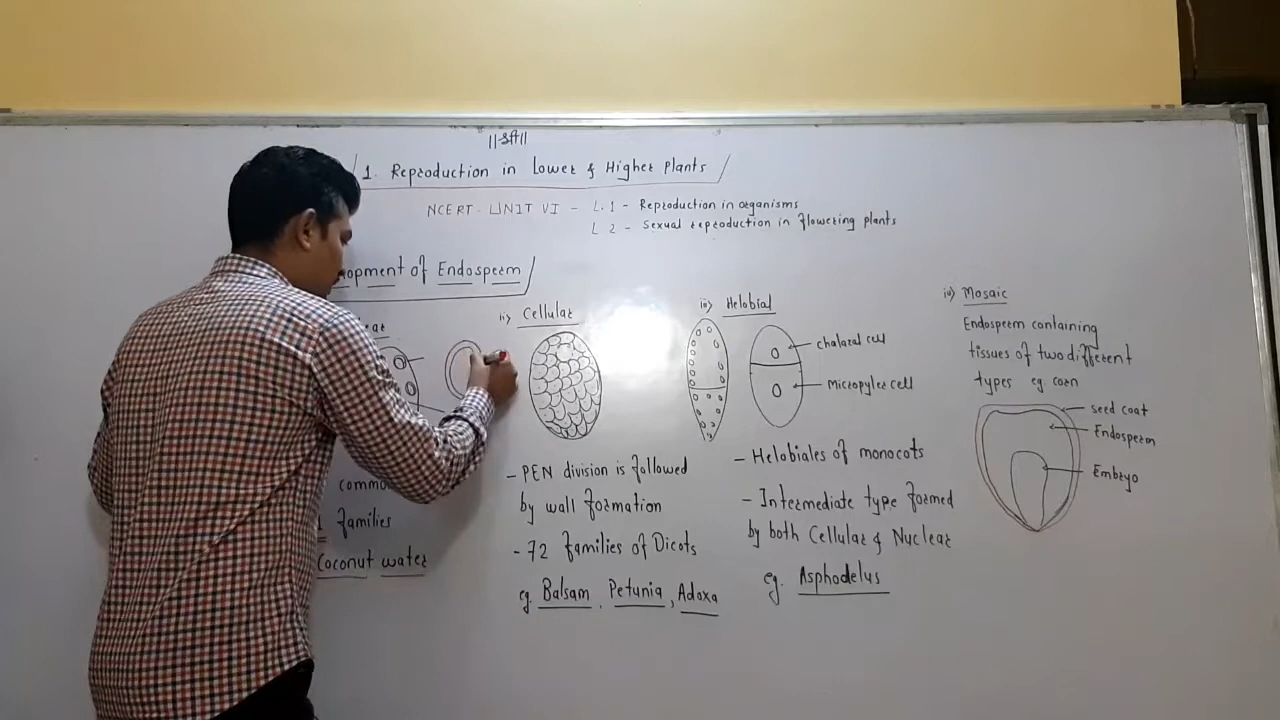 ||श्री||
1. Reproduction in Lower & Higher Plants
NCERT - UNIT VI - L.1 - Reproduction in organisms
L 2 - Sexual reproduction in flowering plants
opment of Endosperm
ear
families
Coconut water
ii) Cellular
- PEN division is followed
by wall formation
- 72 families of Dicots
eg. Balsam, Petunia, Adoxa
iii) Helobial
chalazal cell
Micropyler cell
- Helobiales of monocots
- Intermediate type formed
by both Cellular & Nuclear
eg. Asphodelus
iv) Mosaic
Endosperm containing
tissues of two different
types eg. corn
seed coat
Endosperm
Embryo